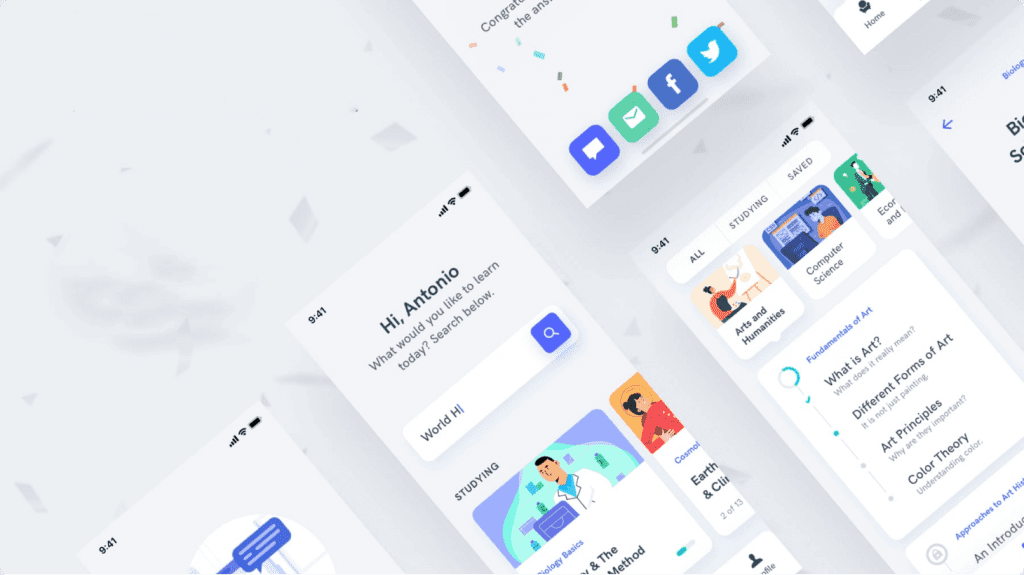 Congrat
the ans
Home
9:41
Biology
Bi
Sc
9:41
ALL
STUDYING
SAVED
Arts and
Humanities
Computer
Science
Econ
and
Fundamentals of Art
What is Art?
What does it really mean?
Different Forms of Art
It is not just painting.
Art Principles
Why are they important?
Color Theory
Understanding color.
Approaches to Art His
An Introduc
9:41
Hi, Antonio
What would you like to learn
today? Search below.
World Hi
STUDYING
Biology Basics
y & The
Method
Cosmol
Earth
& Cli
2 of 13
ofile
9:41